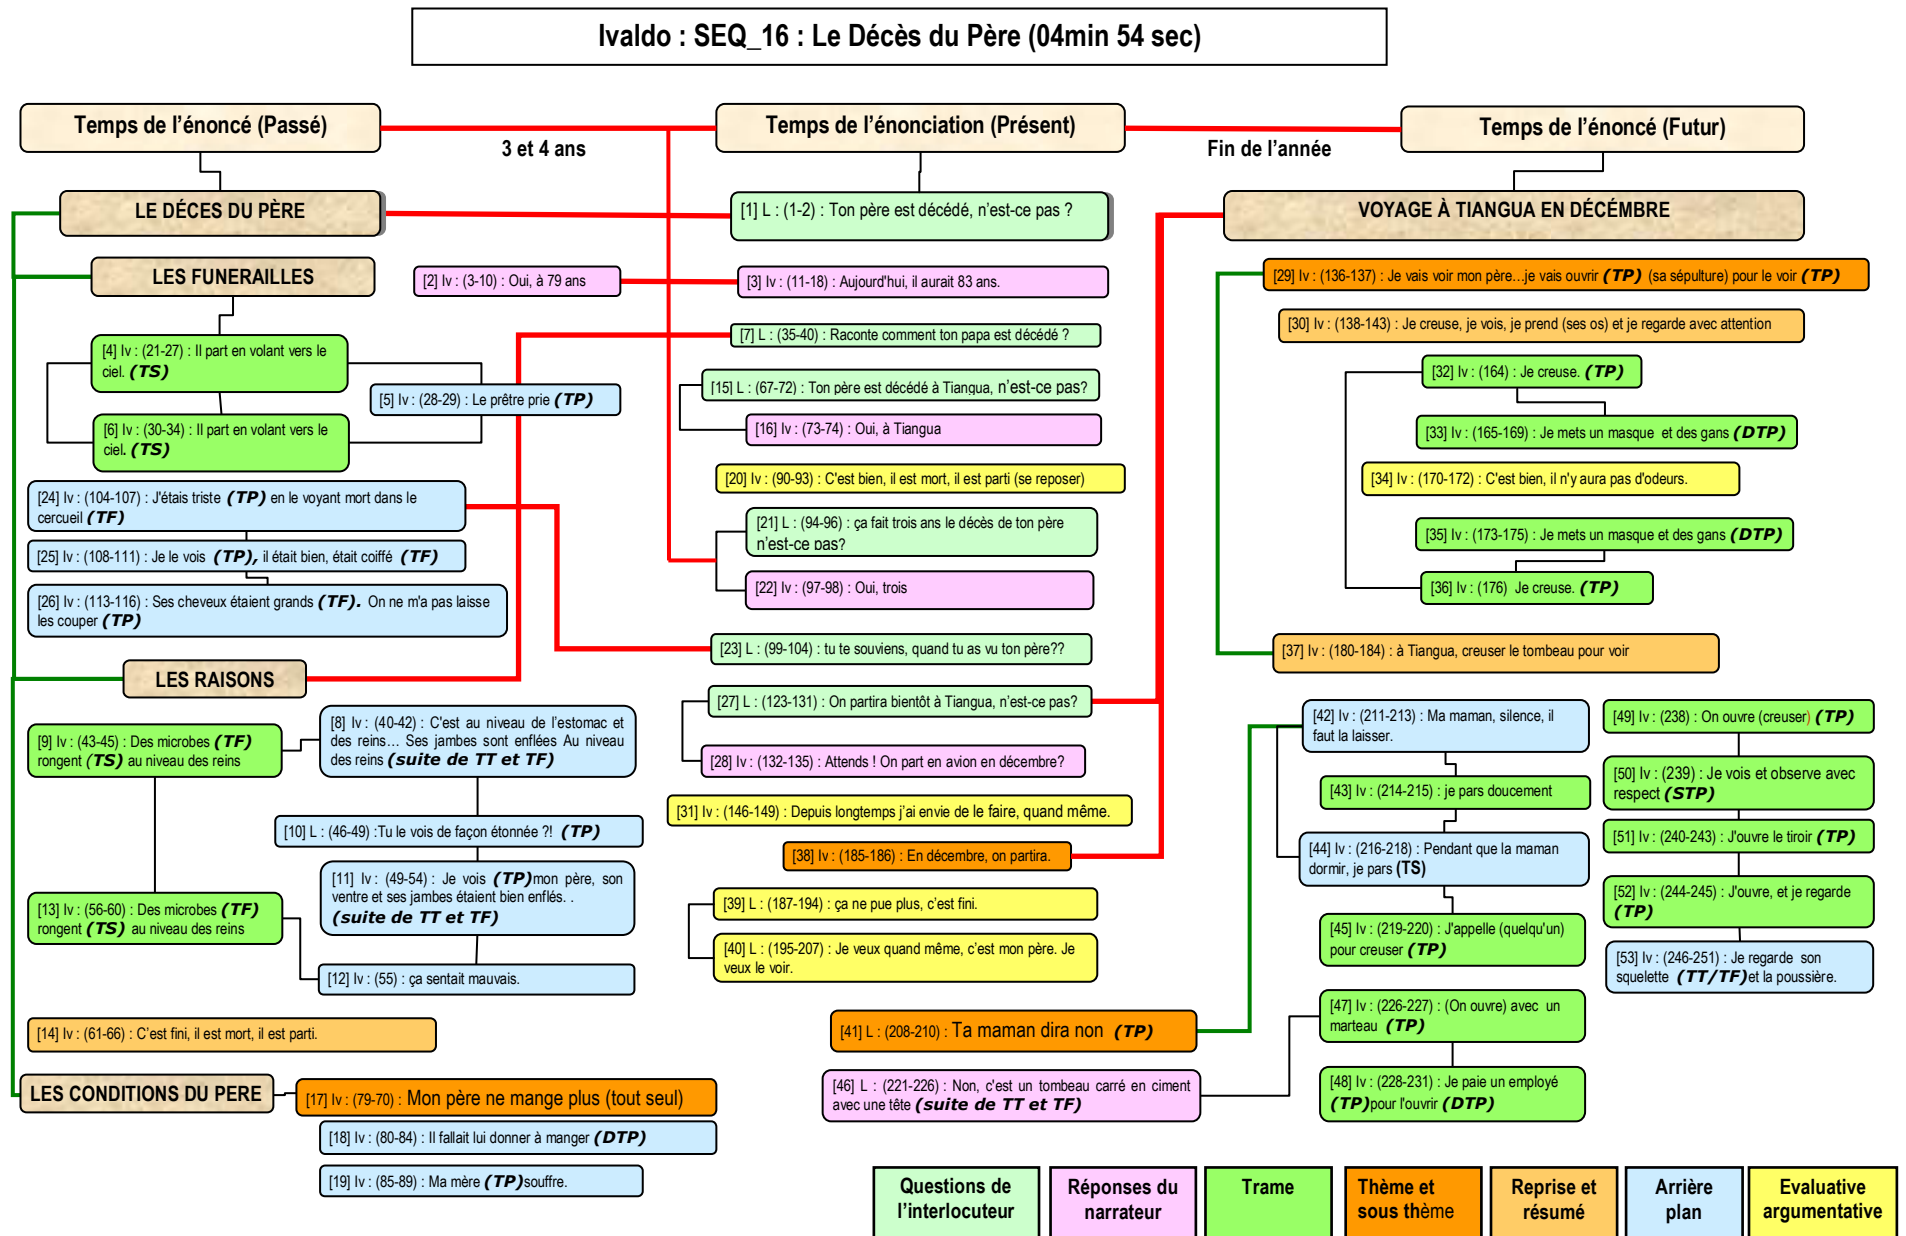 Ivaldo : SEQ_16 : Le Décès du Père (04min 54 sec)
Temps de l'énoncé (Passé)
3 et 4 ans
Temps de l'énonciation (Présent)
Fin de l'année
Temps de l'énoncé (Futur)
LE DÉCES DU PÈRE
LES FUNERAILLES
[4] Iv : (21-27) : Il part en volant vers le
ciel. (TS)
[5] Iv : (28-29) : Le prêtre prie (TP)
[6] Iv : (30-34) : Il part en volant vers le
ciel. (TS)
[24] Iv : (104-107) : J'étais triste (TP) en le voyant mort dans le
cercueil (TF)
[25] Iv : (108-111) : Je le vois (TP), il était bien, était coiffé (TF)
[26] Iv : (113-116) : Ses cheveux étaient grands (TF). On ne m'a pas laisse
les couper (TP)
LES RAISONS
[9] Iv : (43-45) : Des microbes (TF)
rongent (TS) au niveau des reins
[8] Iv : (40-42) : C'est au niveau de l'estomac et
des reins... Ses jambes sont enflées Au niveau
des reins (suite de TT et TF)
[10] L : (46-49) :Tu le vois de façon étonnée ?! (TP)
[11] Iv : (49-54) : Je vois (TP)mon père, son
ventre et ses jambes étaient bien enflés. .
(suite de TT et TF)
[13] Iv : (56-60) : Des microbes (TF)
rongent (TS) au niveau des reins
[12] Iv : (55) : ça sentait mauvais.
[14] Iv : (61-66) : C'est fini, il est mort, il est parti.
LES CONDITIONS DU PERE
[17] Iv : (79-70) : Mon père ne mange plus (tout seul)
[18] Iv : (80-84) : Il fallait lui donner à manger (DTP)
[19] Iv : (85-89) : Ma mère (TP)souffre.
[1] L : (1-2) : Ton père est décédé, n'est-ce pas ?
[2] Iv : (3-10) : Oui, à 79 ans
[3] Iv : (11-18) : Aujourd'hui, il aurait 83 ans.
[7] L : (35-40) : Raconte comment ton papa est décédé ?
[15] L : (67-72) : Ton père est décédé à Tiangua, n'est-ce pas?
[16] Iv : (73-74) : Oui, à Tiangua
[20] Iv : (90-93) : C'est bien, il est mort, il est parti (se reposer)
[21] L : (94-96) : ça fait trois ans le décès de ton père
n'est-ce pas?
[22] Iv : (97-98) : Oui, trois
[23] L : (99-104) : tu te souviens, quand tu as vu ton père??
[27] L : (123-131) : On partira bientôt à Tiangua, n'est-ce pas?
[28] Iv : (132-135) : Attends ! On part en avion en décembre?
[31] Iv : (146-149) : Depuis longtemps j'ai envie de le faire, quand même.
[38] Iv : (185-186) : En décembre, on partira.
[39] L : (187-194) : ça ne pue plus, c'est fini.
[40] L : (195-207) : Je veux quand même, c'est mon père. Je
veux le voir.
[41] L : (208-210) : Ta maman dira non (TP)
[46] L : (221-226) : Non, c'est un tombeau carré en ciment
avec une tête (suite de TT et TF)
VOYAGE À TIANGUA EN DÉCÉMBRE
[29] Iv : (136-137) : Je vais voir mon père...je vais ouvrir (TP) (sa sépulture) pour le voir (TP)
[30] Iv : (138-143) : Je creuse, je vois, je prend (ses os) et je regarde avec attention
[32] Iv : (164) : Je creuse. (TP)
[33] Iv : (165-169) : Je mets un masque et des gans (DTP)
[34] Iv : (170-172) : C'est bien, il n'y aura pas d'odeurs.
[35] Iv : (173-175) : Je mets un masque et des gans (DTP)
[36] Iv : (176) Je creuse. (TP)
[37] Iv : (180-184) : à Tiangua, creuser le tombeau pour voir
[42] Iv : (211-213) : Ma maman, silence, il
faut la laisser.
[43] Iv : (214-215) : je pars doucement
[44] Iv : (216-218) : Pendant que la maman
dormir, je pars (TS)
[45] Iv : (219-220) : J'appelle (quelqu'un)
pour creuser (TP)
[47] Iv : (226-227) : (On ouvre) avec un
marteau (TP)
[48] Iv : (228-231) : Je paie un employé
(TP)pour l'ouvrir (DTP)
[49] Iv : (238) : On ouvre (creuser) (TP)
[50] Iv : (239) : Je vois et observe avec
respect (STP)
[51] Iv : (240-243) : J'ouvre le tiroir (TP)
[52] Iv : (244-245) : J'ouvre, et je regarde
(TP)
[53] Iv : (246-251) : Je regarde son
squelette (TT/TF)et la poussière.
Questions de
l'interlocuteur
Réponses du
narrateur
Trame
Thème et
sous thème
Reprise et
résumé
Arrière
plan
Evaluative
argumentative